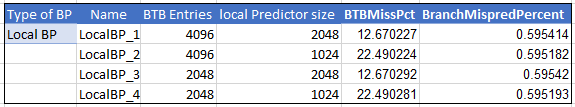 Type of BP Name BTB Entries local Predictor size BTBMissPct BranchMispredPercent
Local BP LocalBP_1 4096 2048 12.670227 0.595414
LocalBP_2 4096 1024 22.490224 0.595182
LocalBP_3 2048 2048 12.670292 0.59542
LocalBP_4 2048 1024 22.490281 0.595193